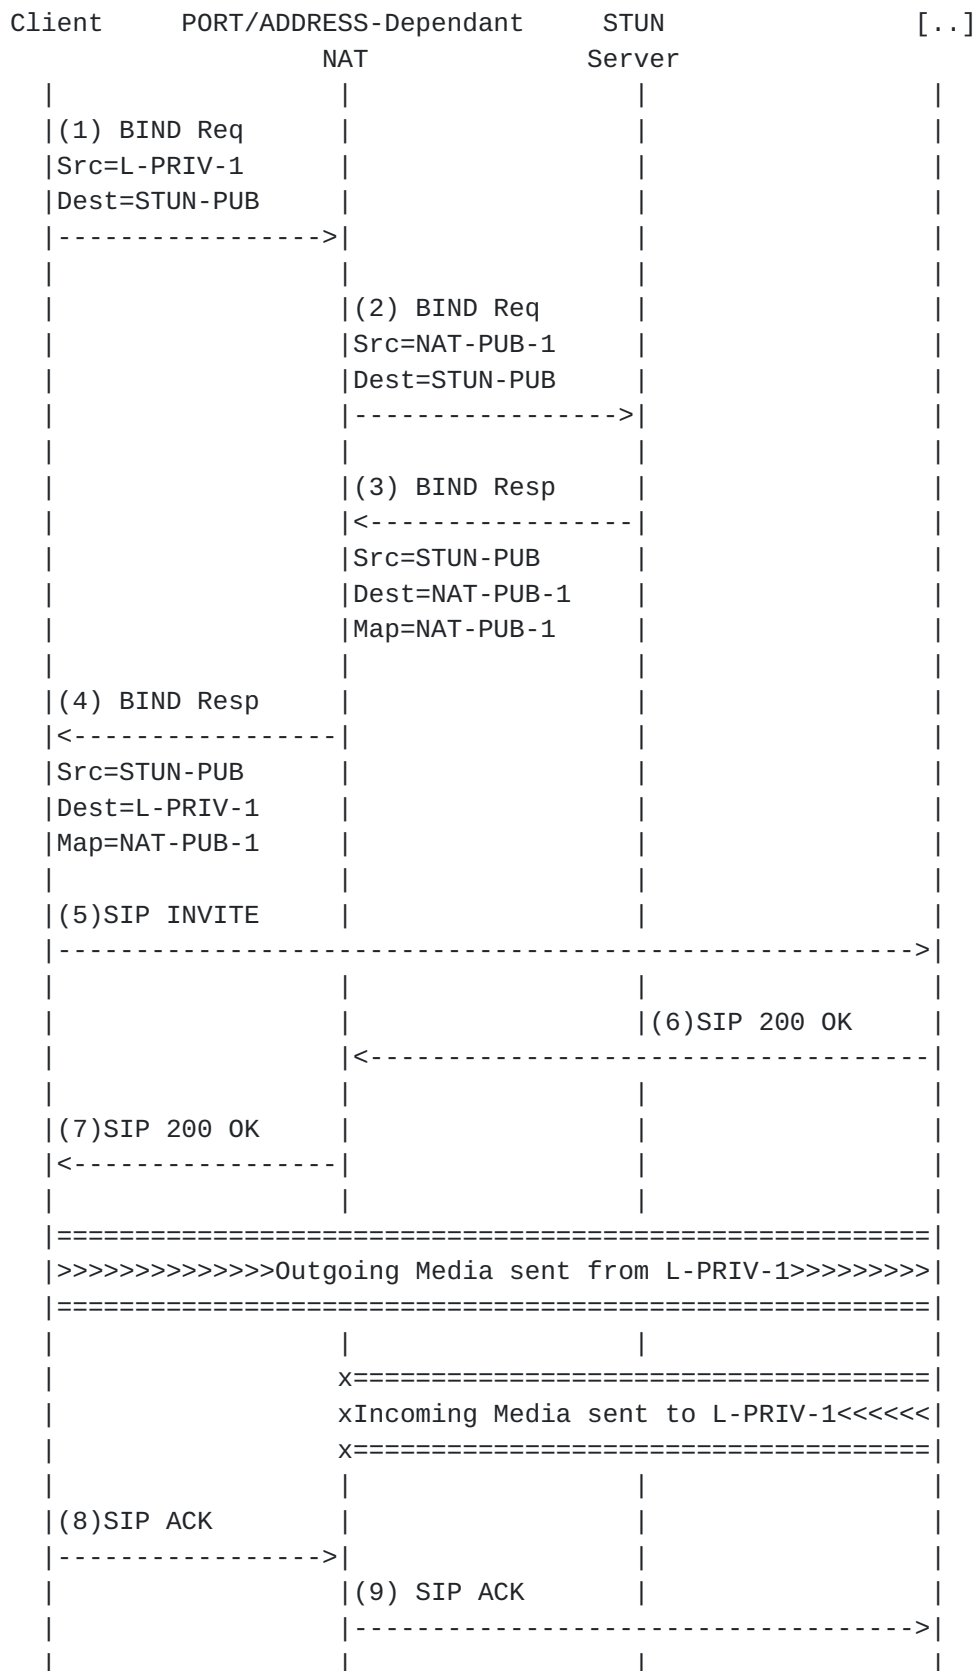 Client     PORT/ADDRESS-Dependant     STUN                [..]
                    NAT              Server
  |                  |                  |                  |
  |(1) BIND Req      |                  |                  |
  |Src=L-PRIV-1      |                  |                  |
  |Dest=STUN-PUB     |                  |                  |
  |----------------->|                  |                  |
  |                  |                  |                  |
  |                  |(2) BIND Req      |                  |
  |                  |Src=NAT-PUB-1     |                  |
  |                  |Dest=STUN-PUB     |                  |
  |                  |----------------->|                  |
  |                  |                  |                  |
  |                  |(3) BIND Resp     |                  |
  |                  |<-----------------|                  |
  |                  |Src=STUN-PUB      |                  |
  |                  |Dest=NAT-PUB-1    |                  |
  |                  |Map=NAT-PUB-1     |                  |
  |                  |                  |                  |
  |(4) BIND Resp     |                  |                  |
  |<-----------------|                  |                  |
  |Src=STUN-PUB      |                  |                  |
  |Dest=L-PRIV-1     |                  |                  |
  |Map=NAT-PUB-1     |                  |                  |
  |                  |                  |                  |
  |(5)SIP INVITE     |                  |                  |
  |------------------------------------------------------->|
  |                  |                  |                  |
  |                  |                  |(6)SIP 200 OK     |
  |                  |<------------------------------------|
  |                  |                  |                  |
  |(7)SIP 200 OK     |                  |                  |
  |<-----------------|                  |                  |
  |                  |                  |                  |
  |========================================================|
  |>>>>>>>>>>>>>>Outgoing Media sent from L-PRIV-1>>>>>>>>>|
  |========================================================|
  |                  |                  |                  |
  |                  x=====================================|
  |                  xIncoming Media sent to L-PRIV-1<<<<<<|
  |                  x=====================================|
  |                  |                  |                  |
  |(8)SIP ACK        |                  |                  |
  |----------------->|                  |                  |
  |                  |(9) SIP ACK       |                  |
  |                  |------------------------------------>|
  |                  |                  |                  |